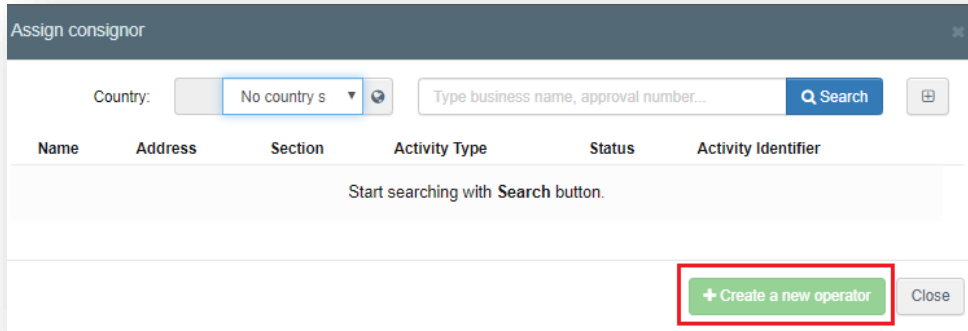 Assign consignor
Country: No country s Type business name, approval number... Search
Name Address Section Activity Type Status Activity Identifier
Start searching with Search button.
+ Create a new operator Close